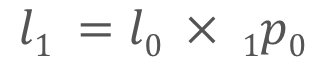 l₁ = l₀ × ₁p₀